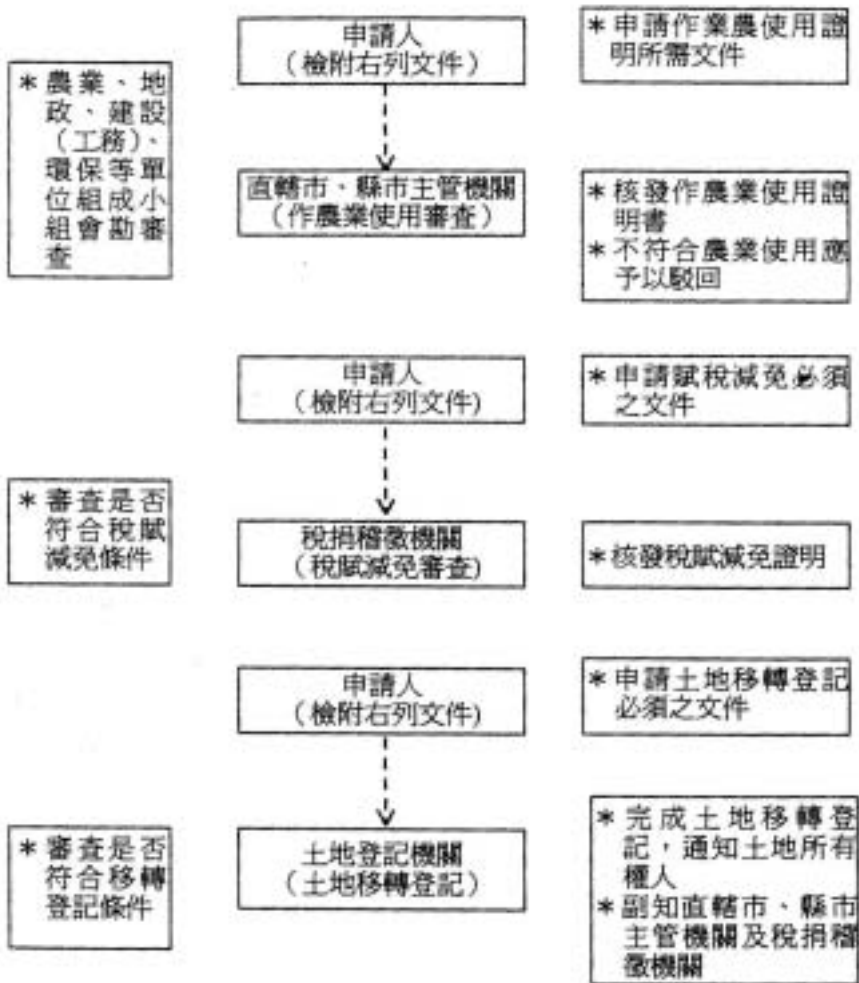 申請人
（檢附右列文件）
＊申請作業農使用證
明所需文件
＊農業、地
政、建設
（工務）、
環保等單
位組成小
組會勘審
查
直轄市、縣市主管機關
（作農業使用審查）
＊核發作農業使用證
明書
＊不符合農業使用應
予以駁回
申請人
（檢附右列文件）
＊申請賦稅減免必須
之文件
＊審查是否
符合稅賦
減免條件
稅捐稽徵機關
（稅賦減免審查）
＊核發稅賦減免證明
申請人
（檢附右列文件）
＊申請土地移轉登記
必須之文件
＊審查是否
符合移轉
登記條件
土地登記機關
（土地移轉登記）
＊完成土地移轉登
記，通知土地所有
權人
＊副知直轄市、縣市
主管機關及稅捐稽
徵機關